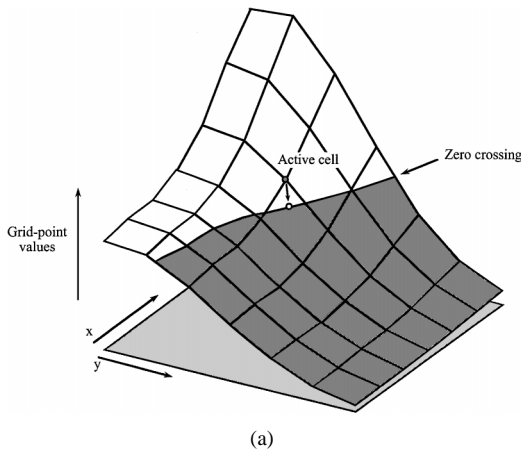 Active cell
Zero crossing
Grid-point
values
x
y
(a)